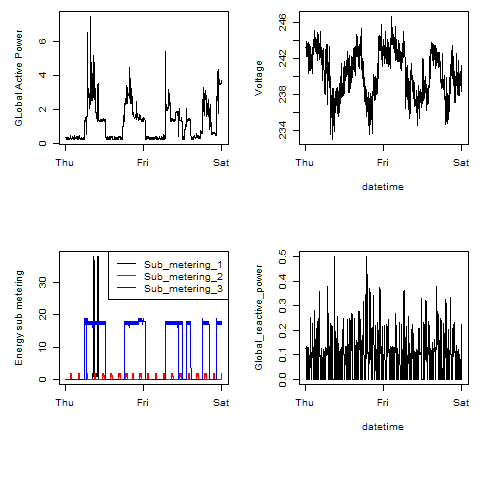 GLobal Active Power
6
4
2
0
Thu Fri Sat
Voltage
246
242
238
234
Thu Fri Sat
datetime
Energy sub metering
30
20
10
0
Sub_metering_1
Sub_metering_2
Sub_metering_3
Thu Fri Sat
Global_reactive_power
0.5
0.4
0.3
0.2
0.1
0.0
Thu Fri Sat
datetime